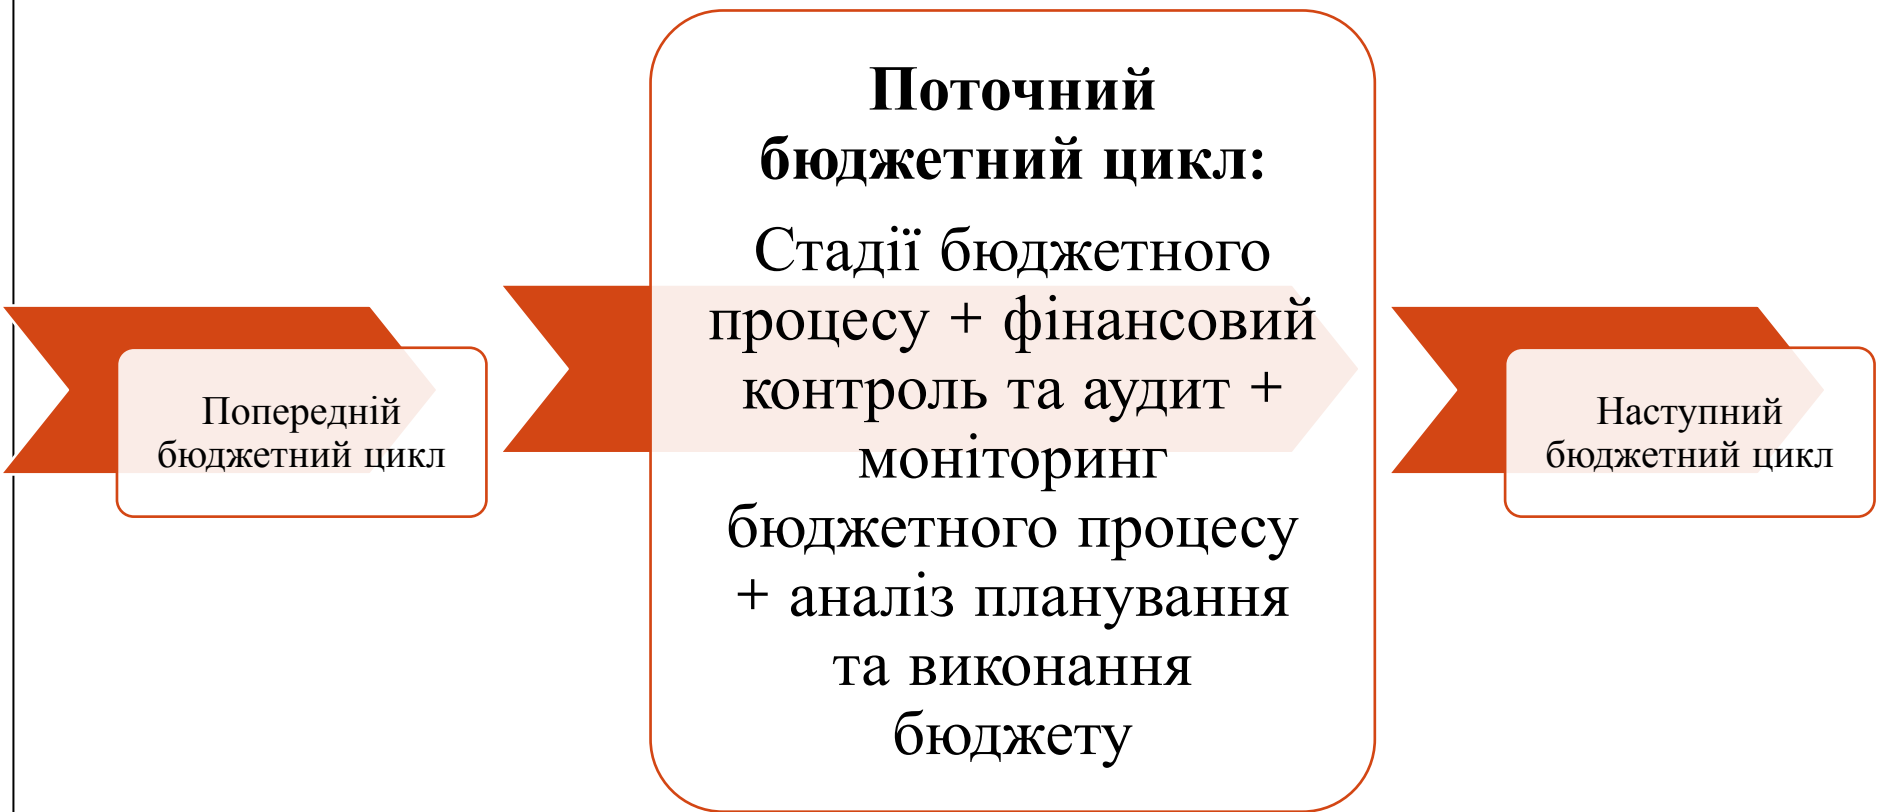 Попередній
бюджетний цикл
Поточний
бюджетний цикл:
Стадії бюджетного
процесу + фінансовий
контроль та аудит +
моніторинг
бюджетного процесу
+ аналіз планування
та виконання
бюджету
Наступний
бюджетний цикл